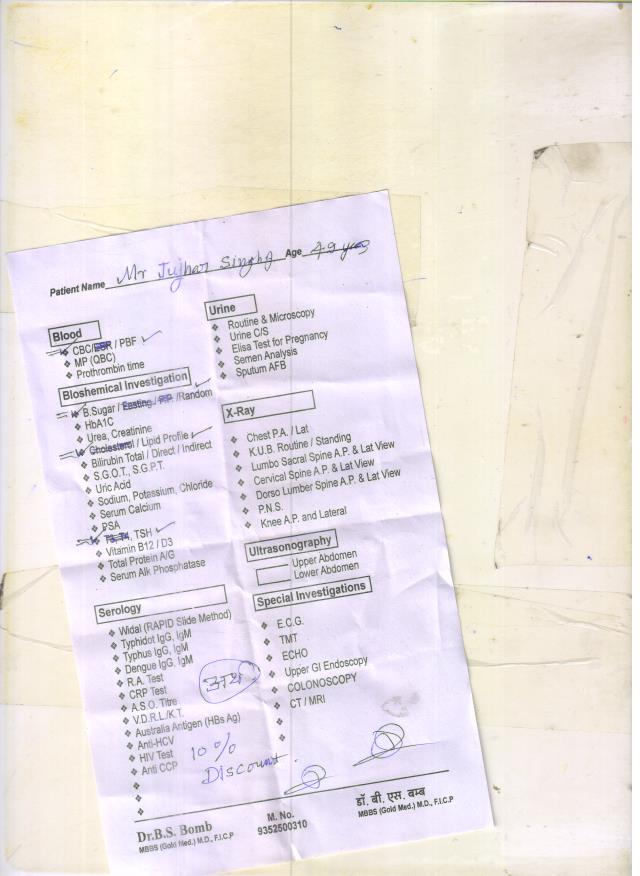 Patient Name Mr Jujhar Singh Age 42 yrs
Blood
CBC/ESR / PBF
MP (QBC)
Prothrombin time
Bioshemical Investigation
B.Sugar / Fasting / P.P /Random
HbA1C
Urea, Creatinine
Cholesterol / Lipid Profile
Bilirubin Total / Direct / Indirect
S.G.O.T., S.G.P.T.
Uric Acid
Sodium, Potassium, Chloride
Serum Calcium
PSA
T3, T4, TSH
Vitamin B12 / D3
Total Protein A/G
Serum Alk Phosphatase
Serology
Widal (RAPID Slide Method)
Typhidot IgG, IgM
Typhus IgG, IgM
Dengue IgG, IgM
R.A. Test
CRP Test
A.S.O. Titre
V.D.R.L./K.T.
Australia Antigen (HBs Ag)
Anti-HCV
HIV Test
Anti CCP
10 %
Discount
Urine
Routine & Microscopy
Urine C/S
Elisa Test for Pregnancy
Semen Analysis
Sputum AFB
X-Ray
Chest P.A. / Lat
K.U.B. Routine / Standing
Lumbo Sacral Spine A.P. & Lat View
Cervical Spine A.P. & Lat View
Dorso Lumber Spine A.P. & Lat View
P.N.S.
Knee A.P. and Lateral
Ultrasonography
Upper Abdomen
Lower Abdomen
Special Investigations
E.C.G.
TMT
ECHO
Upper GI Endoscopy
COLONOSCOPY
CT / MRI
Dr.B.S. Bomb
MBBS (Gold Med.) M.D., F.I.C.P
M. No.
9352500310
डॉ. बी. एस. बम्ब
MBBS (Gold Med.) M.D., F.I.C.P